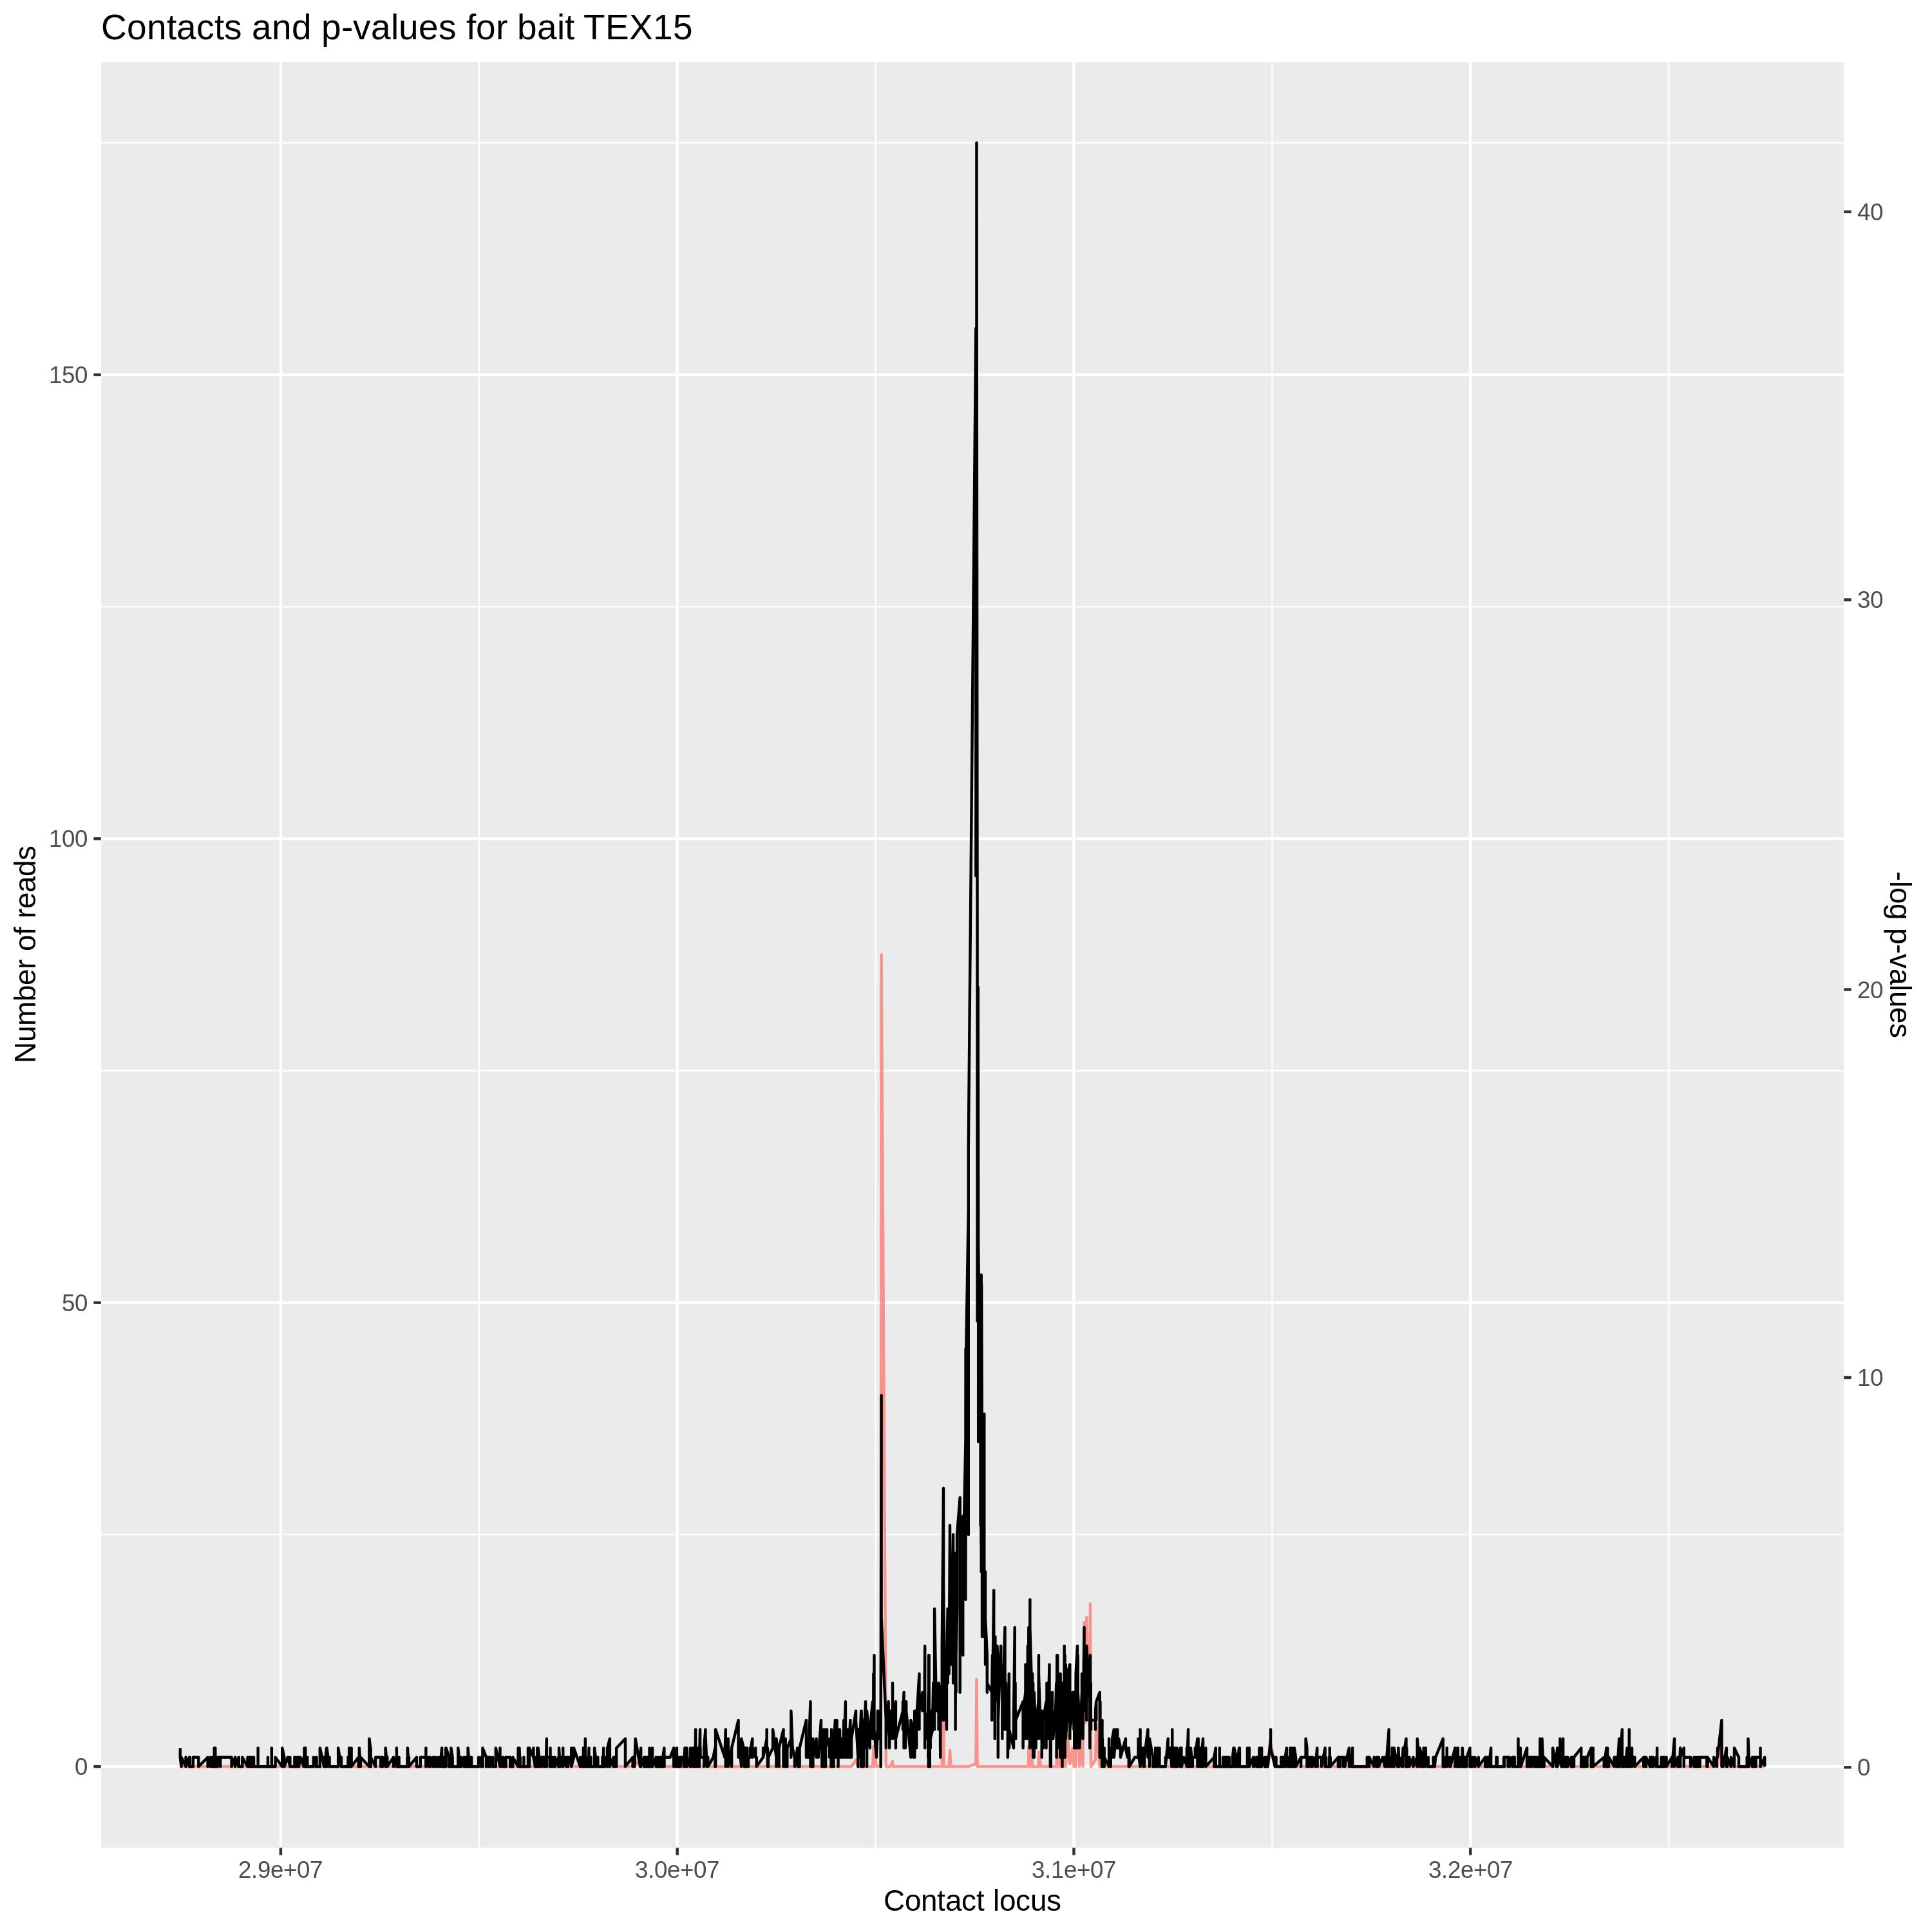 Contacts and p-values for bait TEX15
Number of reads
150
100
50
0
40
30
20
10
0
-log p-values
2.9e+07
3.0e+07
3.1e+07
3.2e+07
Contact locus